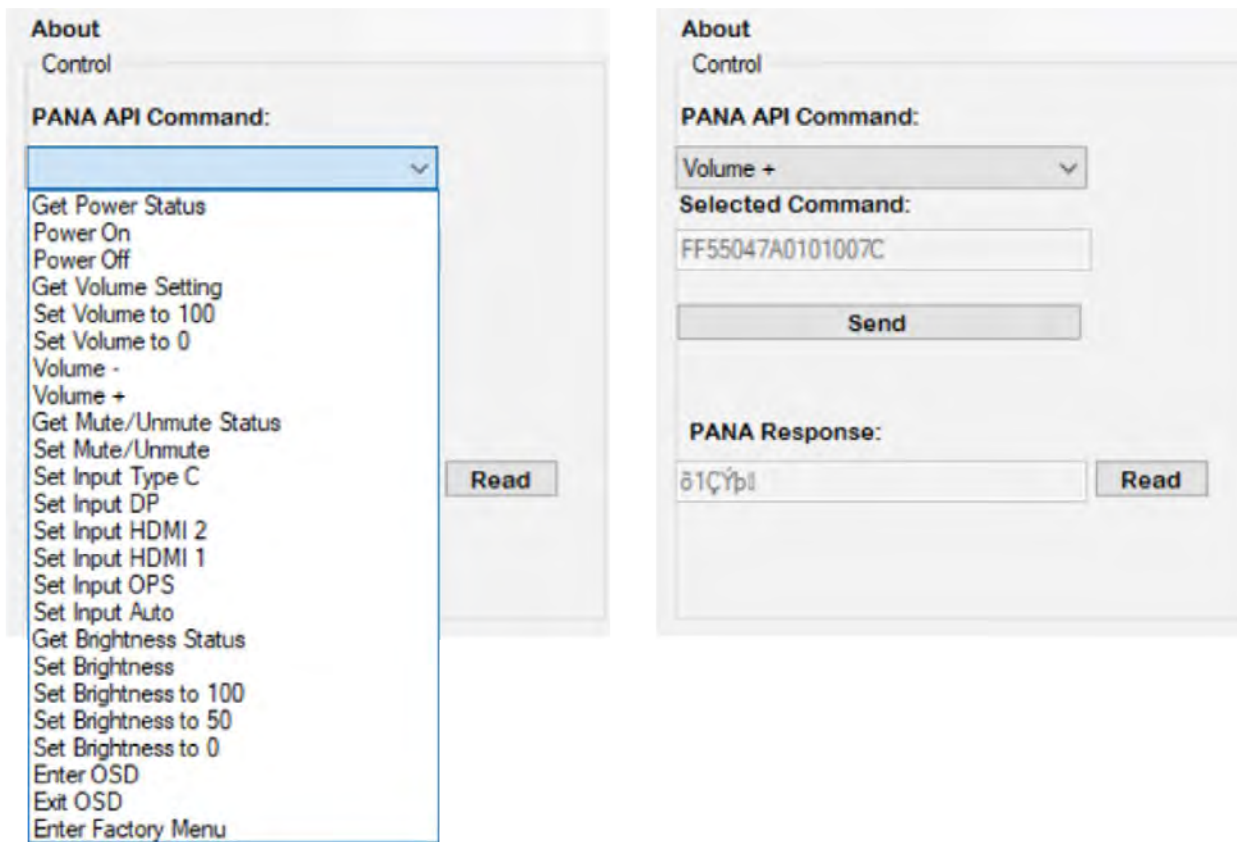 About
Control
PANA API Command:
Get Power Status
Power On
Power Off
Get Volume Setting
Set Volume to 100
Set Volume to 0
Volume -
Volume +
Get Mute/Unmute Status
Set Mute/Unmute
Set Input Type C
Set Input DP
Set Input HDMI 2
Set Input HDMI 1
Set Input OPS
Set Input Auto
Get Brightness Status
Set Brightness
Set Brightness to 100
Set Brightness to 50
Set Brightness to 0
Enter OSD
Exit OSD
Enter Factory Menu
Read
About
Control
PANA API Command:
Volume +
Selected Command:
FF55047A0101007C
Send
PANA Response:
Read